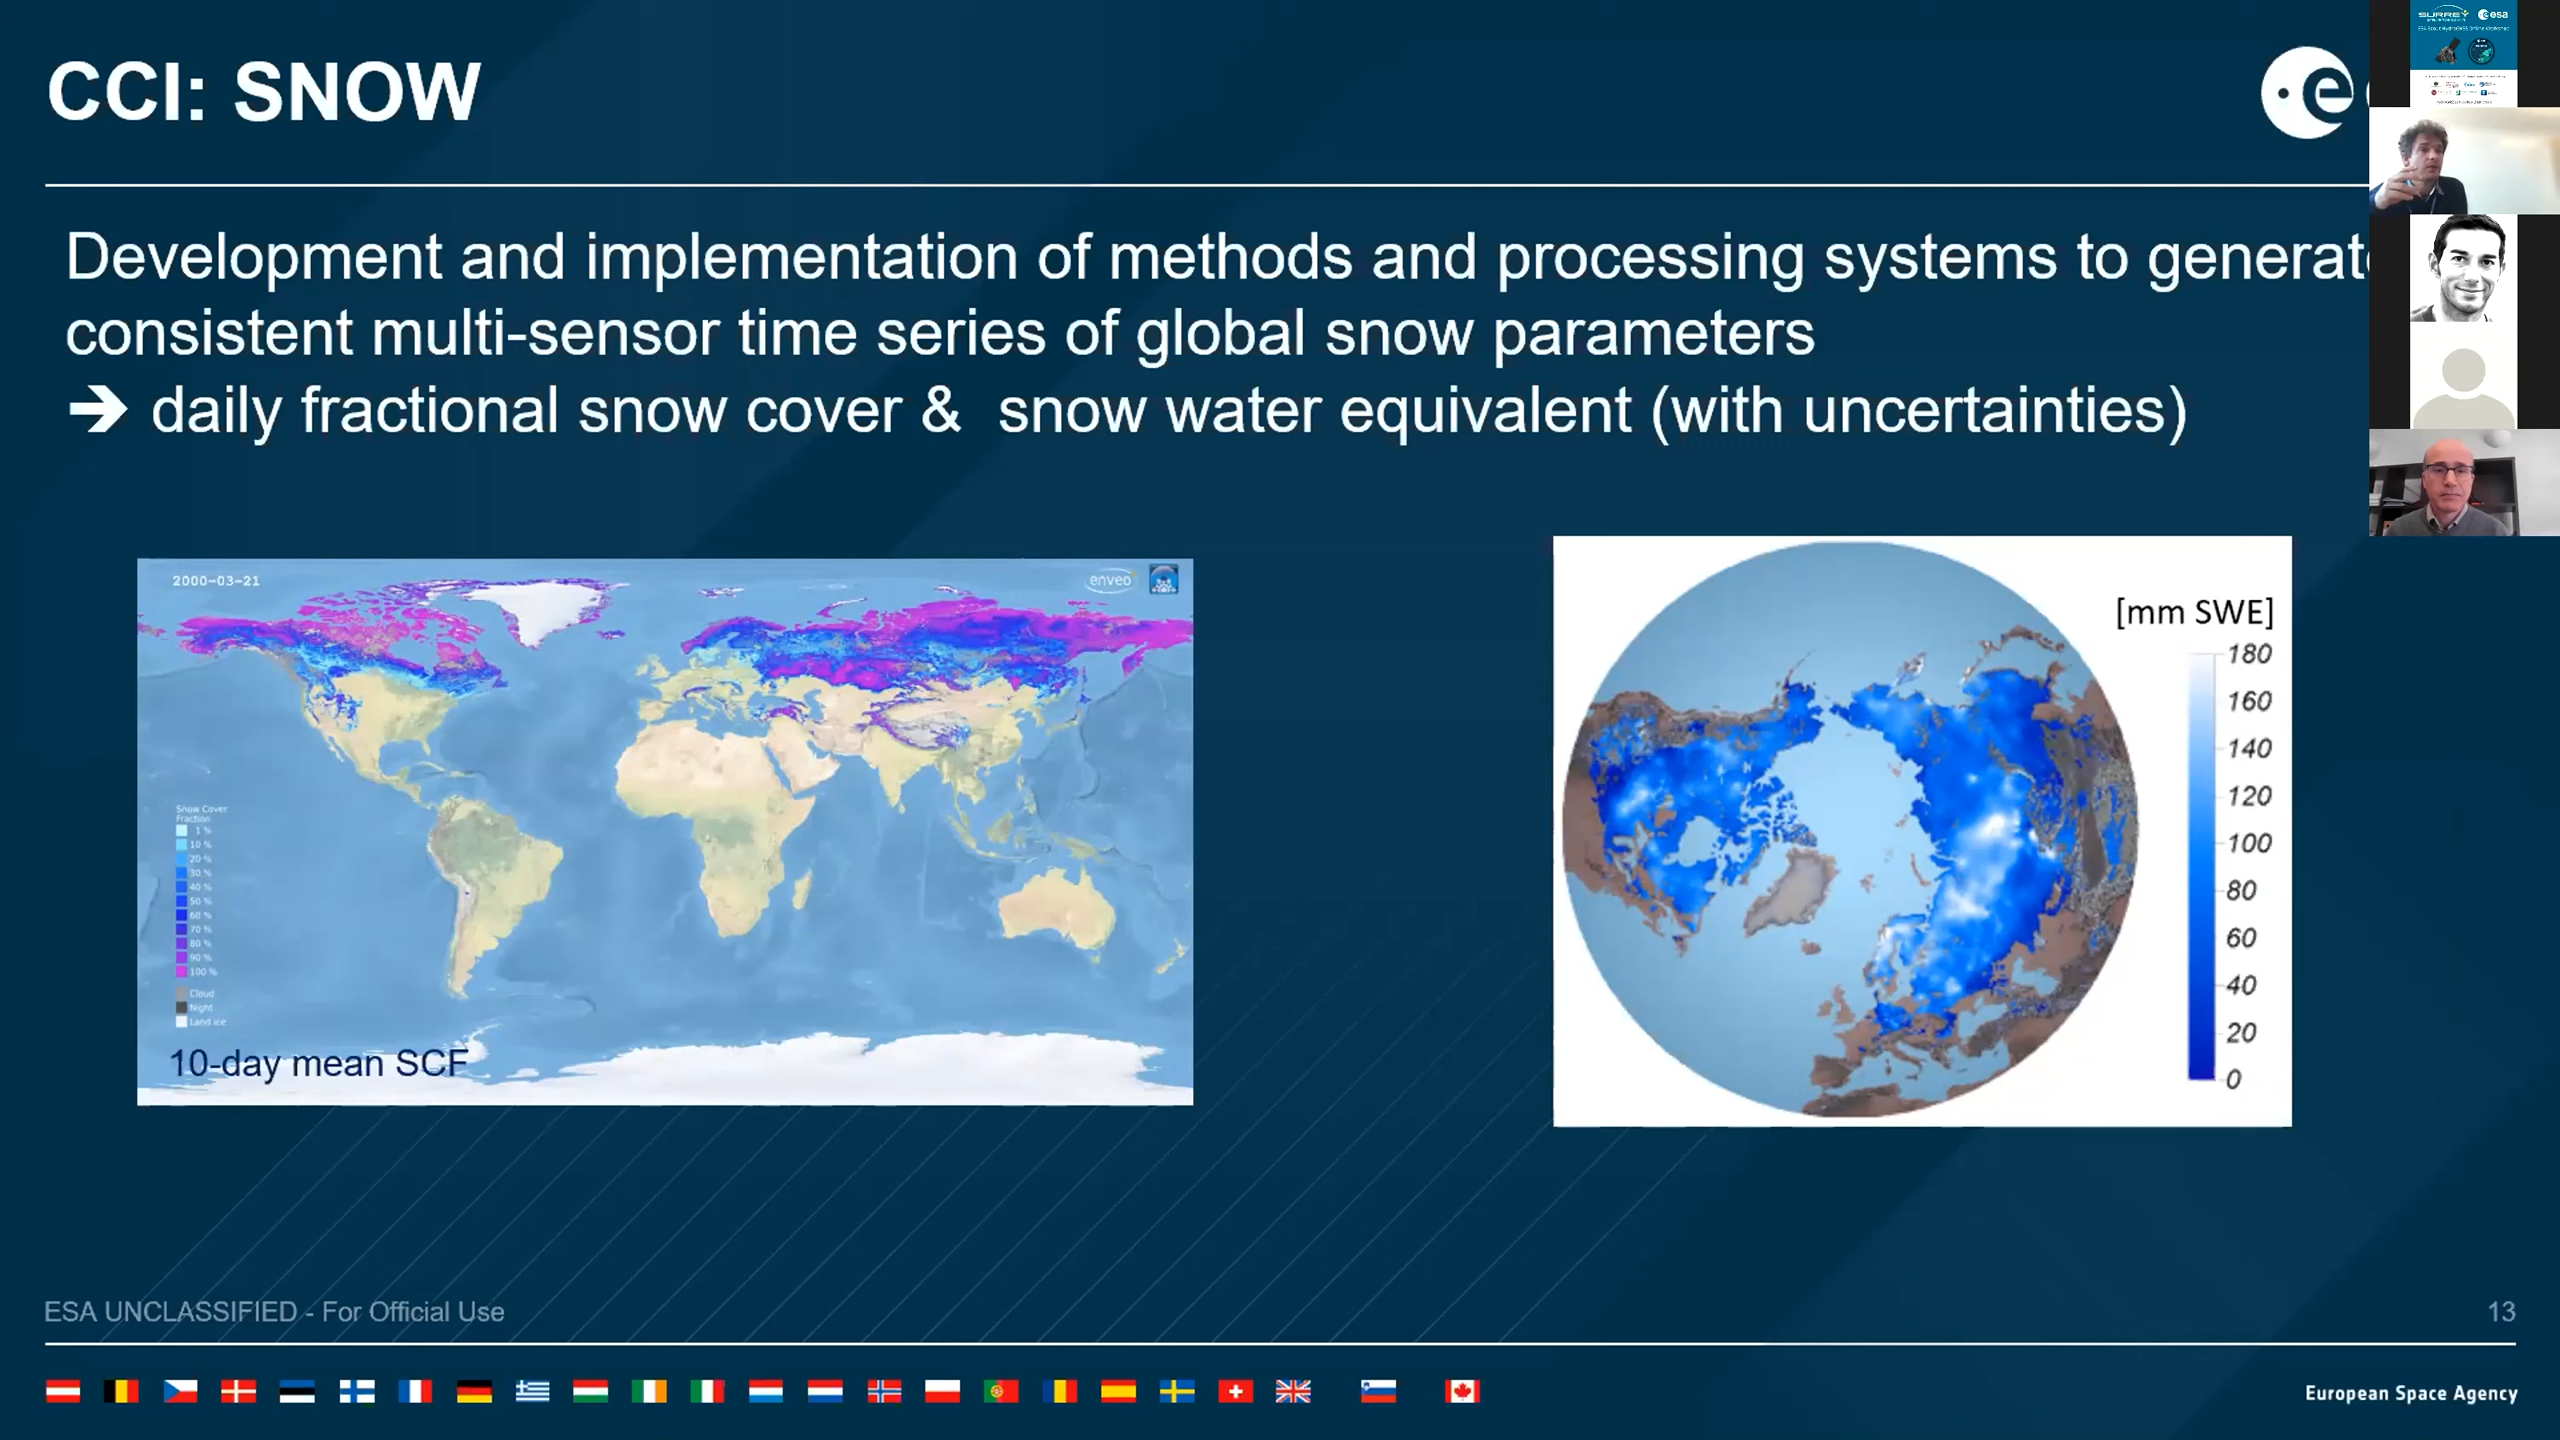 CCI: SNOW
Development and implementation of methods and processing systems to generat
consistent multi-sensor time series of global snow parameters
➔ daily fractional snow cover & snow water equivalent (with uncertainties)
2000-03-21
enveo
Snow Cover
Fraction
1 %
10 %
20 %
30 %
40 %
50 %
60 %
70 %
80 %
90 %
100 %
Cloud
Night
Land ice
10-day mean SCF
[mm SWE]
180
160
140
120
100
80
60
40
20
0
SURREY
esa
ESA UNCLASSIFIED - For Official Use
13
European Space Agency